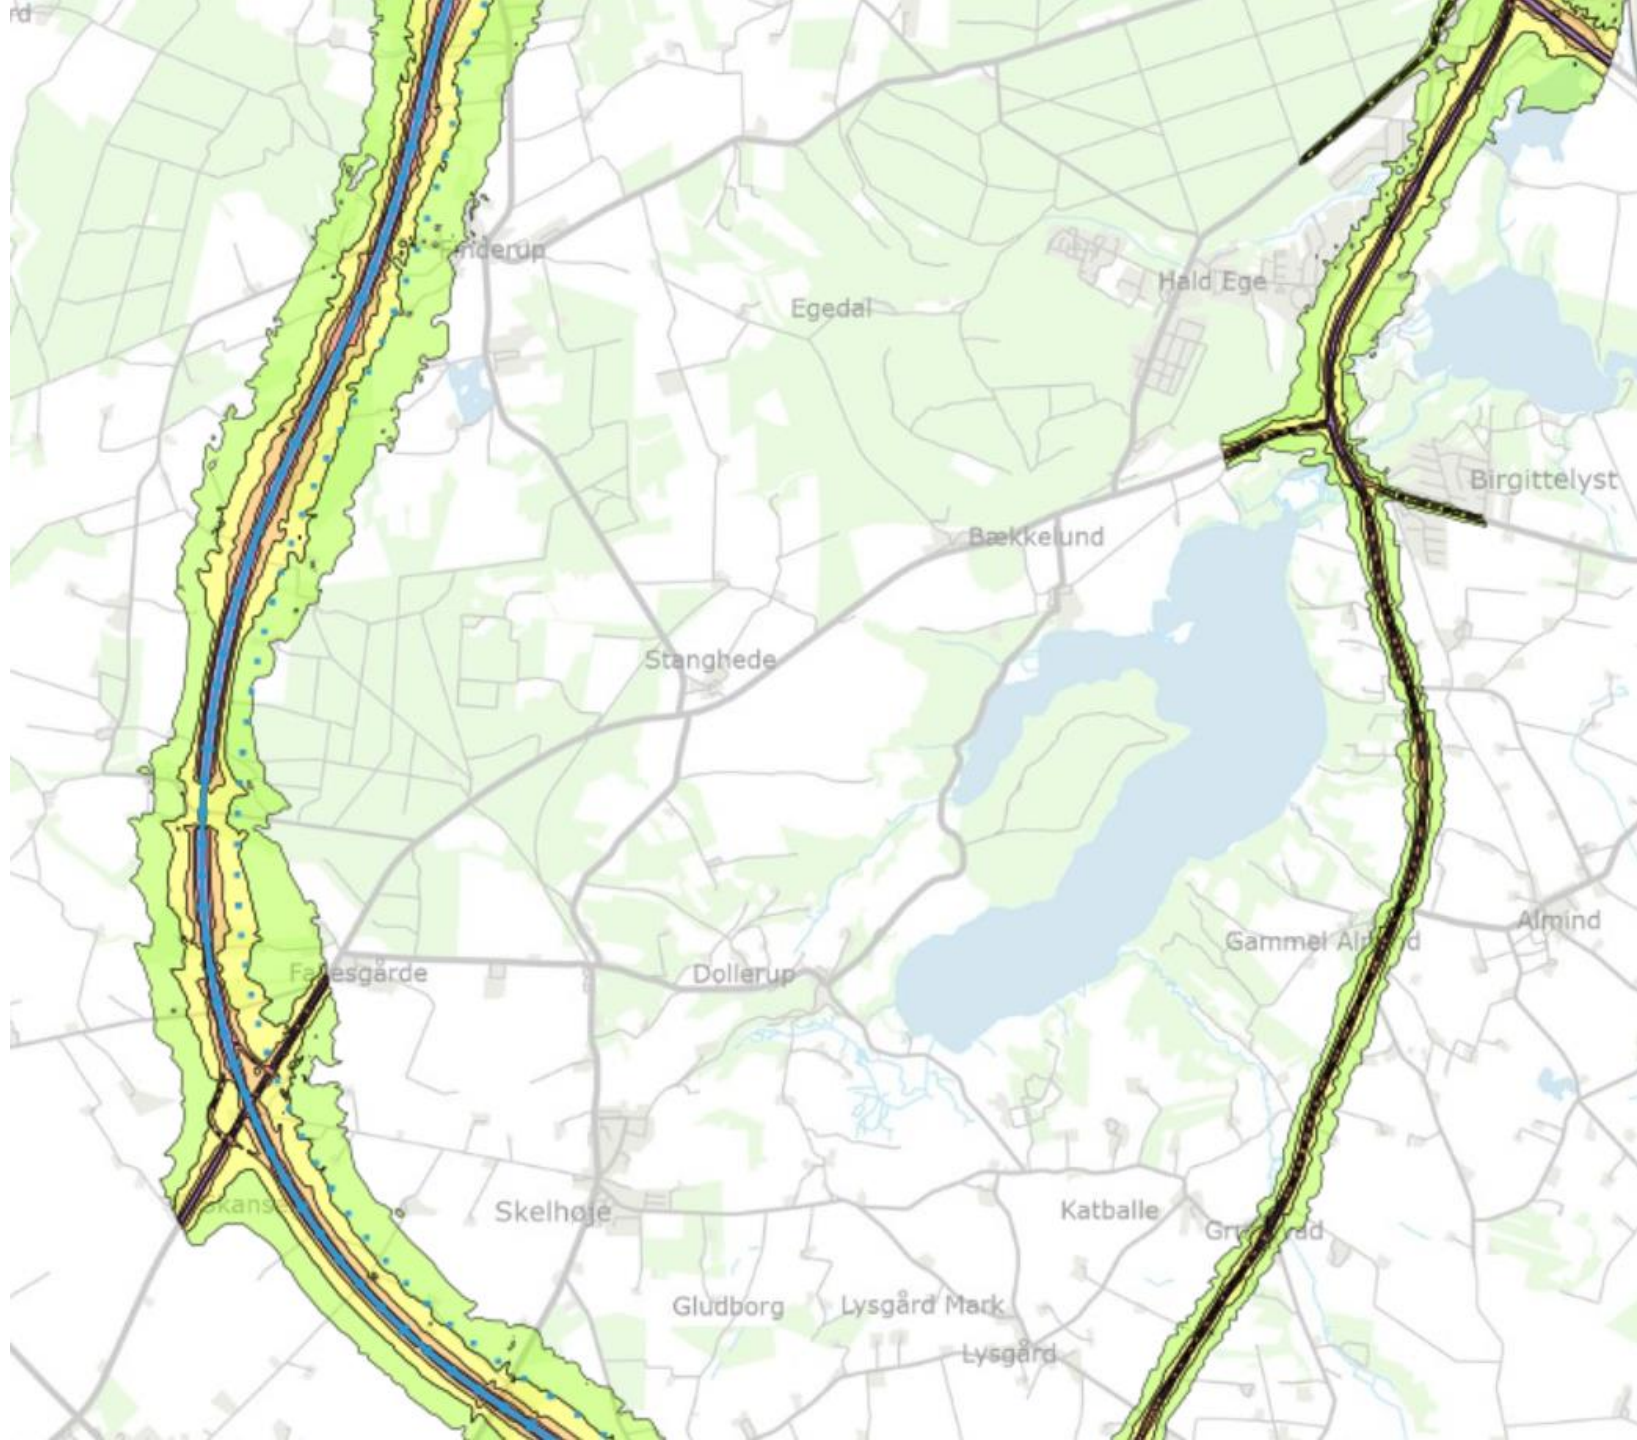 Hald Ege
Egedal
Birgittelyst
Bækkelund
Stanghede
Almind
Dollerup
Skelhøje
Katballe
Gludborg
Lysgård Mark
Lysgård